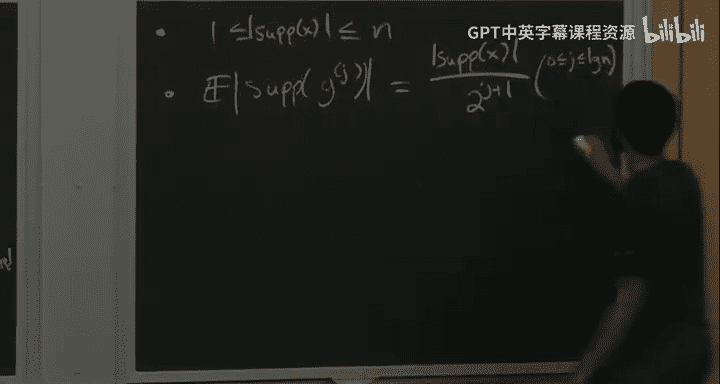 GPT中英字幕课程资源 bilibili
• 1 ≤ |supp(x)| ≤ n
• 𝔼|supp(y^(j))| = |supp(x)| / 2^(j+1) (0 ≤ j ≤ lg n)